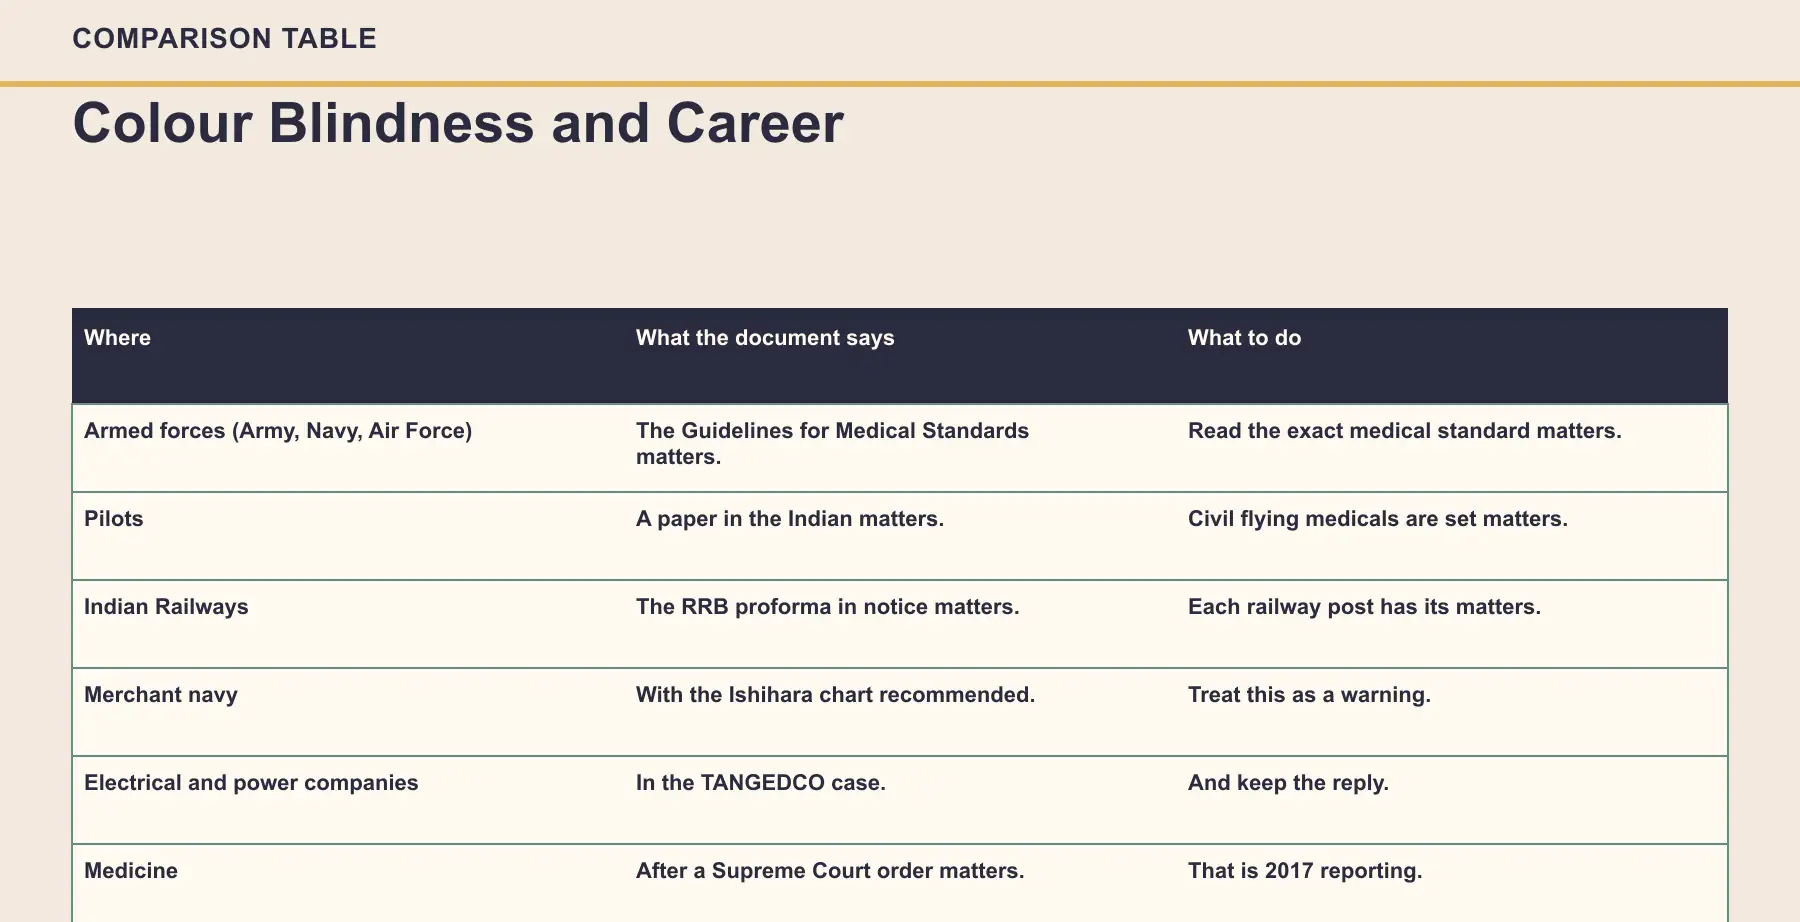 COMPARISON TABLE
Colour Blindness and Career
Where
What the document says
What to do
Armed forces (Army, Navy, Air Force)
The Guidelines for Medical Standards
matters.
Read the exact medical standard matters.
Pilots
A paper in the Indian matters.
Civil flying medicals are set matters.
Indian Railways
The RRB proforma in notice matters.
Each railway post has its matters.
Merchant navy
With the Ishihara chart recommended.
Treat this as a warning.
Electrical and power companies
In the TANGEDCO case.
And keep the reply.
Medicine
After a Supreme Court order matters.
That is 2017 reporting.